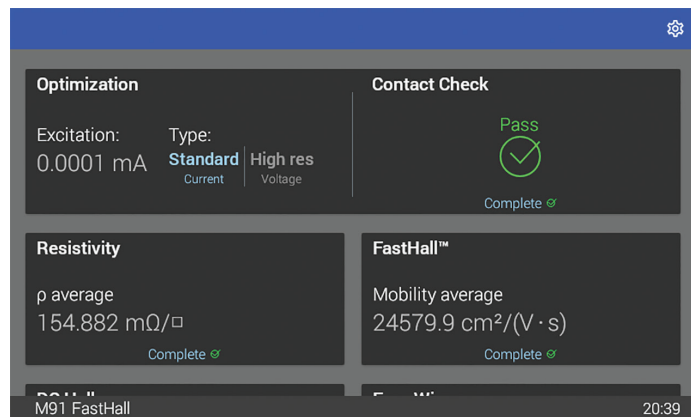 Optimization
Excitation:
0.0001 mA
Type:
Standard
Current
High res
Voltage
Contact Check
Pass
Complete
Resistivity
ρ average
154.882 mΩ/□
Complete
FastHall™
Mobility average
24579.9 cm²/(V · s)
Complete
M91 FastHall
20:39